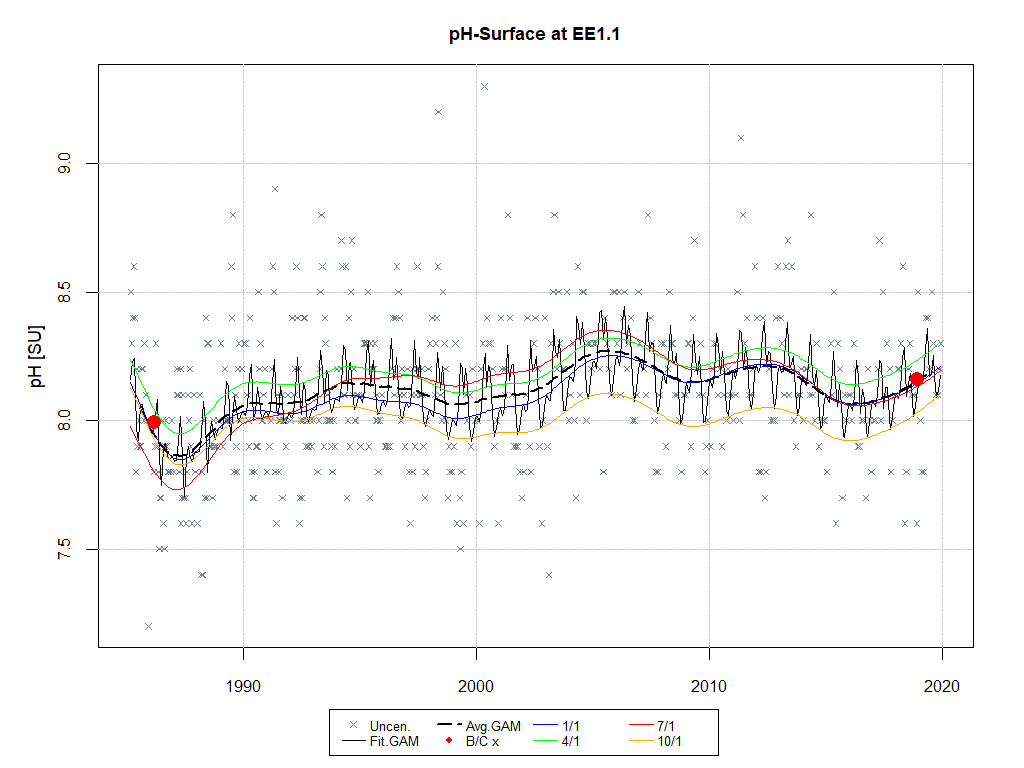 pH-Surface at EE1.1
pH [SU]
9.0
8.5
8.0
7.5
1990 2000 2010 2020
Uncen. Avg.GAM 1/1 7/1
Fit.GAM B/C x 4/1 10/1